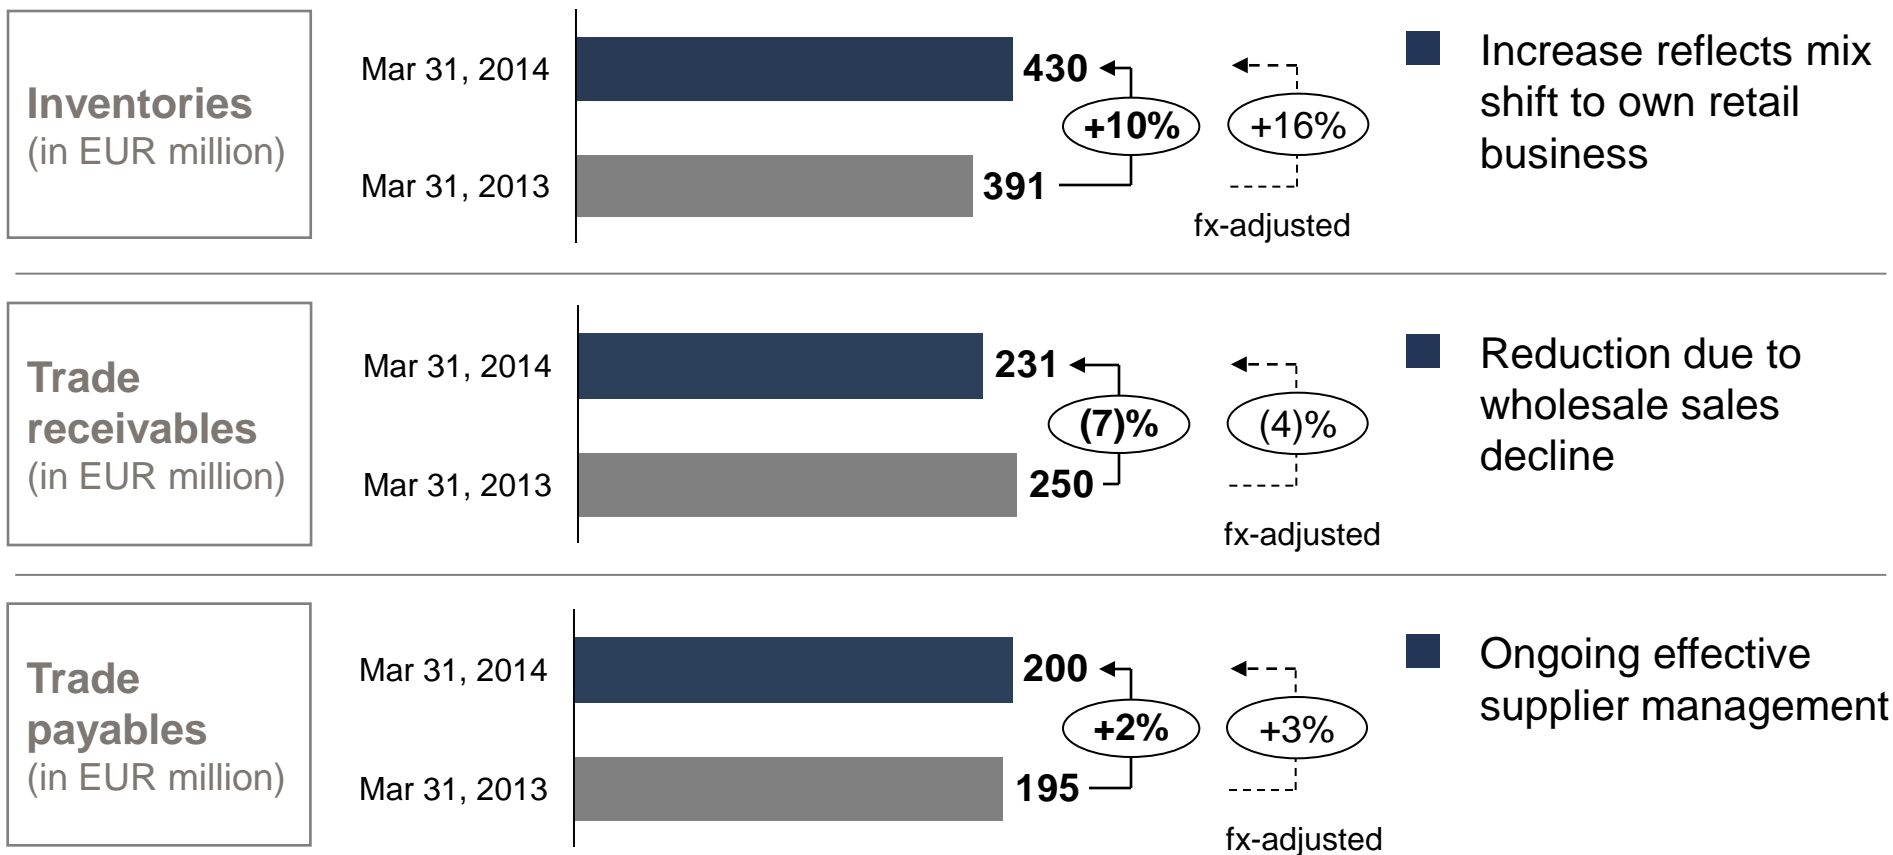 Inventories
(in EUR million)
Mar 31, 2014
430
+10%
+16%
Mar 31, 2013
391
fx-adjusted
Increase reflects mix
shift to own retail
business
Trade
receivables
(in EUR million)
Mar 31, 2014
231
(7)%
(4)%
Mar 31, 2013
250
fx-adjusted
Reduction due to
wholesale sales
decline
Trade
payables
(in EUR million)
Mar 31, 2014
200
+2%
+3%
Mar 31, 2013
195
fx-adjusted
Ongoing effective
supplier management